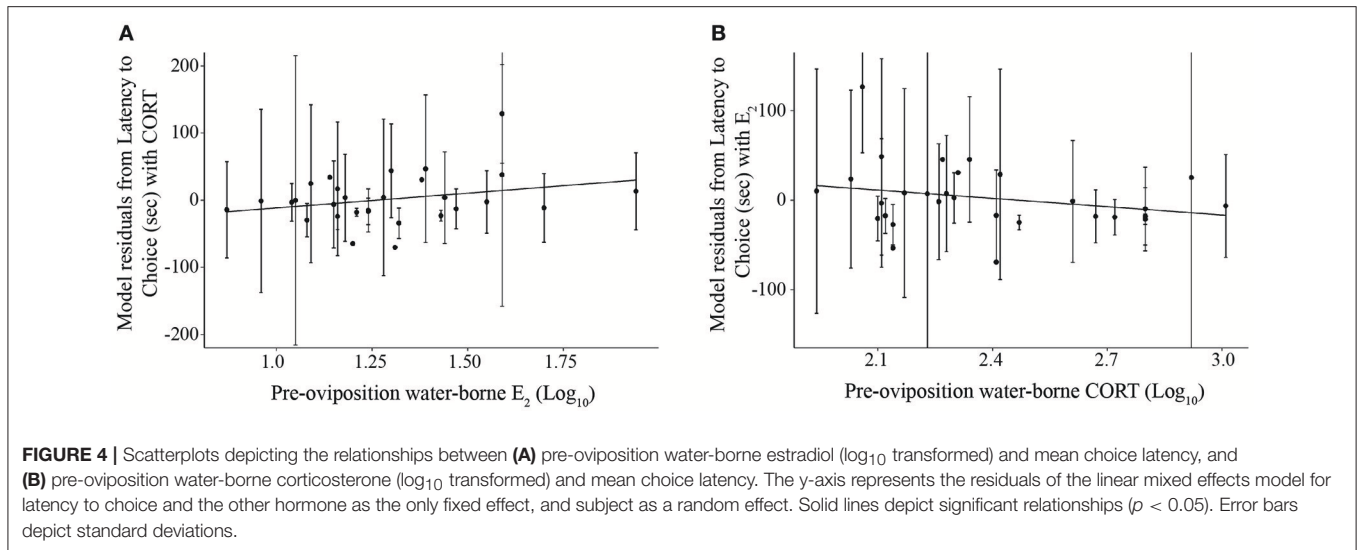 A
Model residuals from Latency to
Choice (sec) with CORT
200
100
0
-100
-200
1.0
1.25
1.50
1.75
Pre-oviposition water-borne E₂ (Log₁₀)
B
Model residuals from Latency to
Choice (sec) with E₂
100
0
-100
2.1
2.4
2.7
3.0
Pre-oviposition water-borne CORT (Log₁₀)
FIGURE 4 | Scatterplots depicting the relationships between (A) pre-oviposition water-borne estradiol (log₁₀ transformed) and mean choice latency, and
(B) pre-oviposition water-borne corticosterone (log₁₀ transformed) and mean choice latency. The y-axis represents the residuals of the linear mixed effects model for
latency to choice and the other hormone as the only fixed effect, and subject as a random effect. Solid lines depict significant relationships (p < 0.05). Error bars
depict standard deviations.